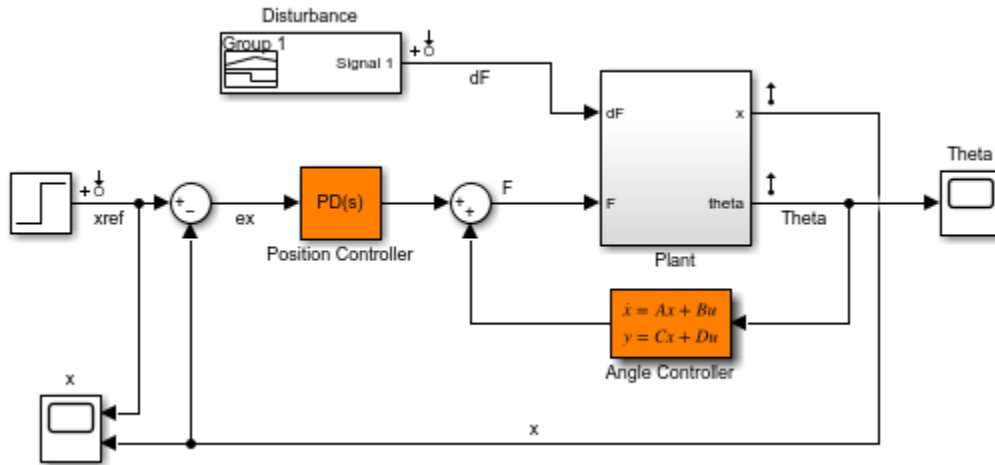 Disturbance
Group 1
Signal 1
dF
dF
x
Theta
xref
ex
PD(s)
Position Controller
F
F
theta
Theta
Plant
ẋ = Ax + Bu
y = Cx + Du
Angle Controller
x
x